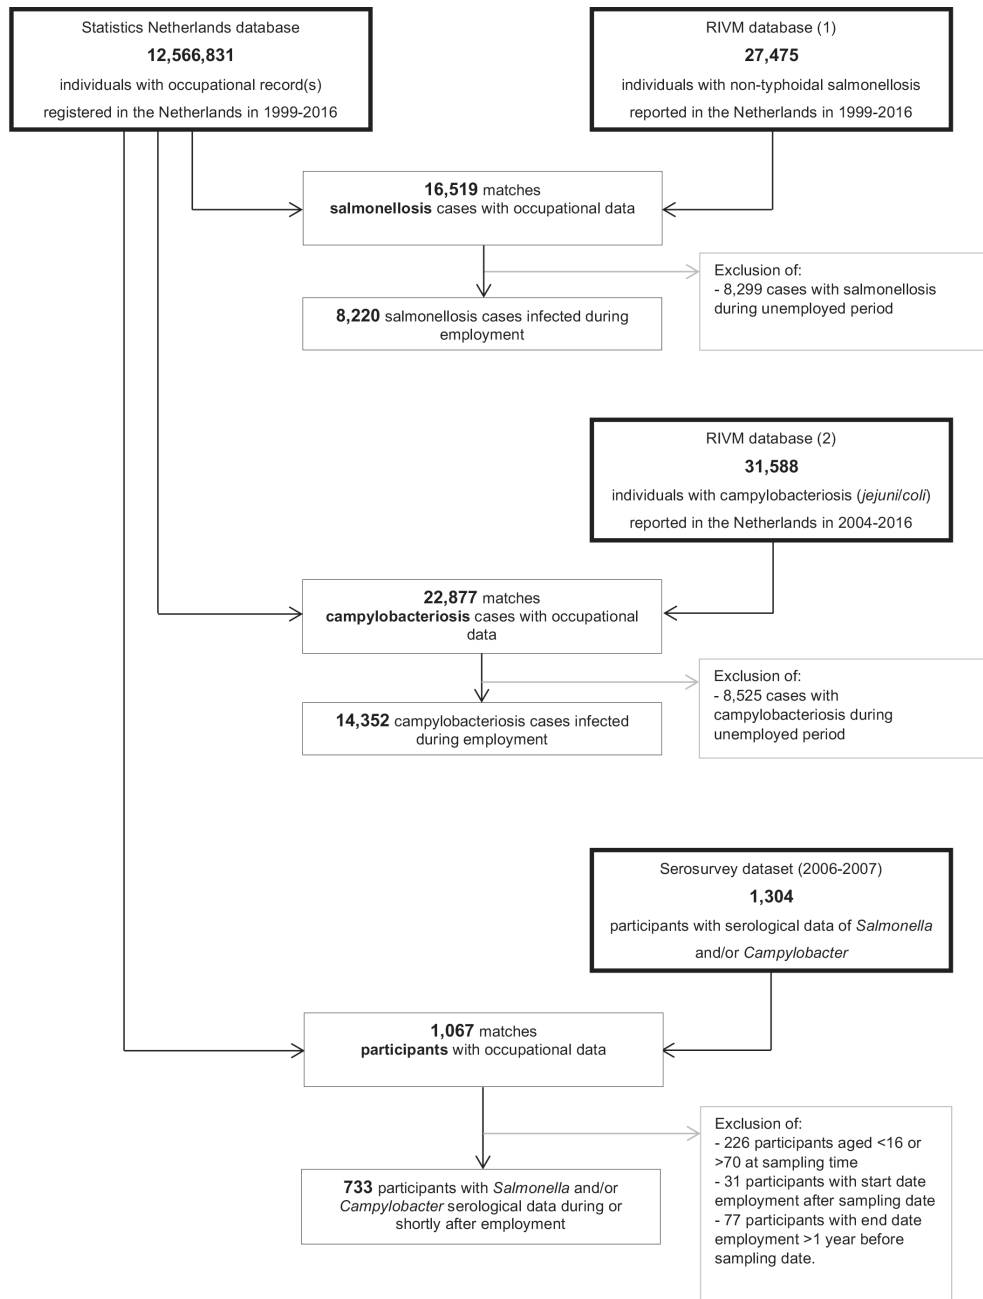 Statistics Netherlands database
12,566,831
individuals with occupational record(s)
registered in the Netherlands in 1999-2016
RIVM database (1)
27,475
individuals with non-typhoidal salmonellosis
reported in the Netherlands in 1999-2016
16,519 matches
salmonellosis cases with occupational data
Exclusion of:
- 8,299 cases with salmonellosis
during unemployed period
8,220 salmonellosis cases infected during
employment
RIVM database (2)
31,588
individuals with campylobacteriosis (jejuni/coli)
reported in the Netherlands in 2004-2016
22,877 matches
campylobacteriosis cases with occupational
data
Exclusion of:
- 8,525 cases with
campylobacteriosis during
unemployed period
14,352 campylobacteriosis cases infected
during employment
Serosurvey dataset (2006-2007)
1,304
participants with serological data of Salmonella
and/or Campylobacter
1,067 matches
participants with occupational data
Exclusion of:
- 226 participants aged <16 or
>70 at sampling time
- 31 participants with start date
employment after sampling date
- 77 participants with end date
employment >1 year before
sampling date.
733 participants with Salmonella and/or
Campylobacter serological data during or
shortly after employment